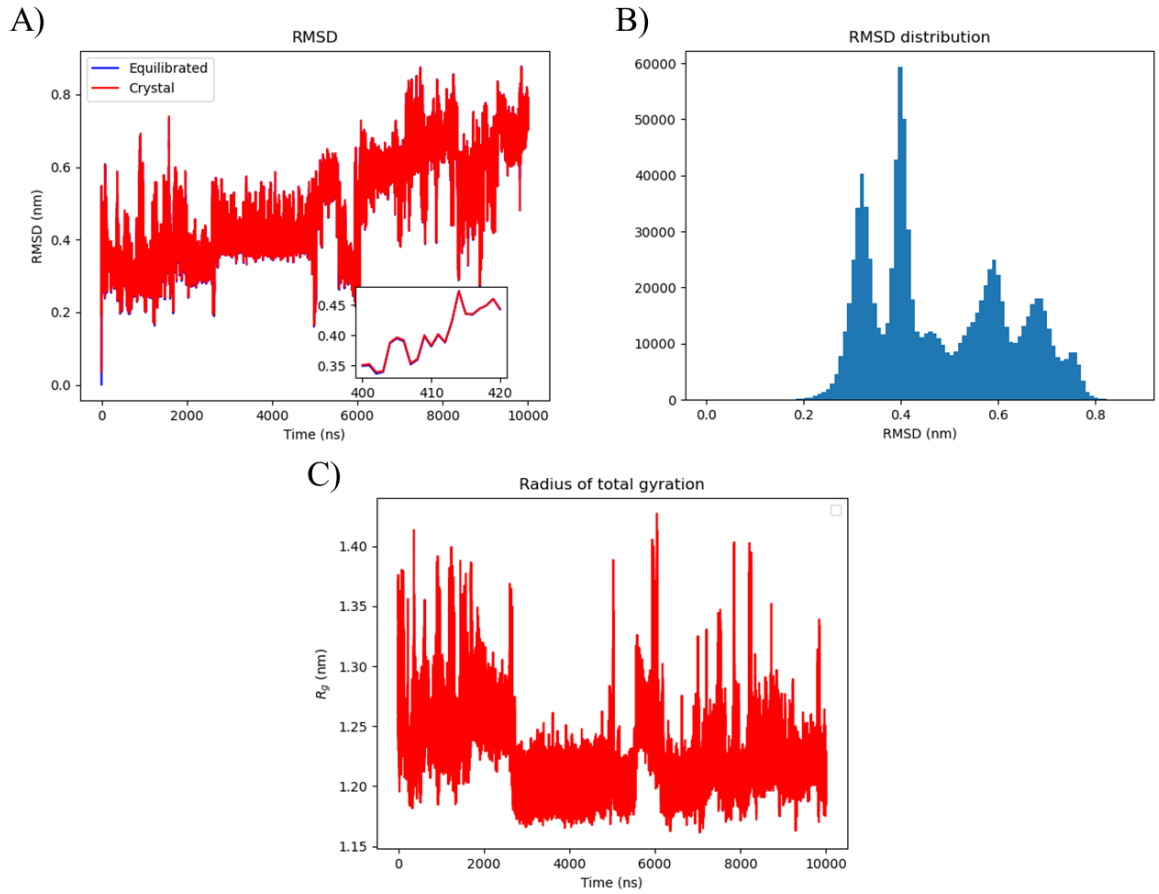 A)
RMSD
Equilibrated
Crystal
RMSD (nm)
0.8
0.6
0.4
0.2
0.0
0.45
0.40
0.35
400 410 420
0 2000 4000 6000 8000 10000
Time (ns)
B)
RMSD distribution
60000
50000
40000
30000
20000
10000
0
0.0 0.2 0.4 0.6 0.8
RMSD (nm)
C)
Radius of total gyration
R_g (nm)
1.40
1.35
1.30
1.25
1.20
1.15
0 2000 4000 6000 8000 10000
Time (ns)